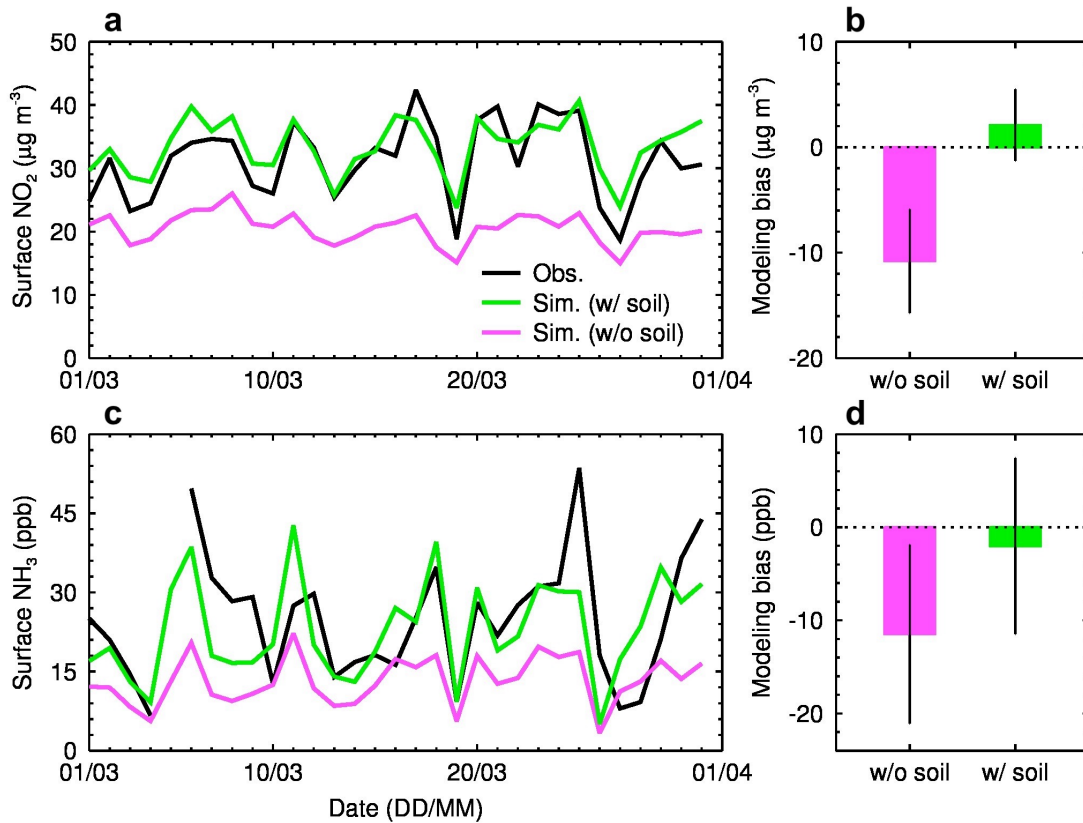 a
50
40
30
20
10
0
Surface NO₂ (µg m⁻³)
Obs.
Sim. (w/ soil)
Sim. (w/o soil)
01/03
10/03
20/03
01/04
b
10
0
-10
-20
Modeling bias (µg m⁻³)
w/o soil
w/ soil
c
60
45
30
15
0
Surface NH₃ (ppb)
01/03
10/03
20/03
01/04
Date (DD/MM)
d
10
0
-10
-20
Modeling bias (ppb)
w/o soil
w/ soil